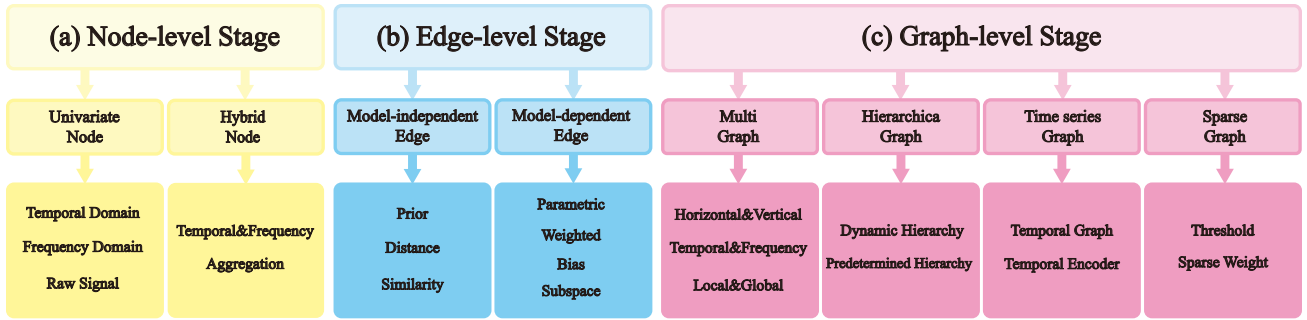 (a) Node-level Stage
Univariate
Node
Temporal Domain
Frequency Domain
Raw Signal
Hybrid
Node
Temporal&Frequency
Aggregation
(b) Edge-level Stage
Model-independent
Edge
Prior
Distance
Similarity
Model-dependent
Edge
Parametric
Weighted
Bias
Subspace
(c) Graph-level Stage
Multi
Graph
Horizontal&Vertical
Temporal&Frequency
Local&Global
Hierarchica
Graph
Dynamic Hierarchy
Predetermined Hierarchy
Time series
Graph
Temporal Graph
Temporal Encoder
Sparse
Graph
Threshold
Sparse Weight